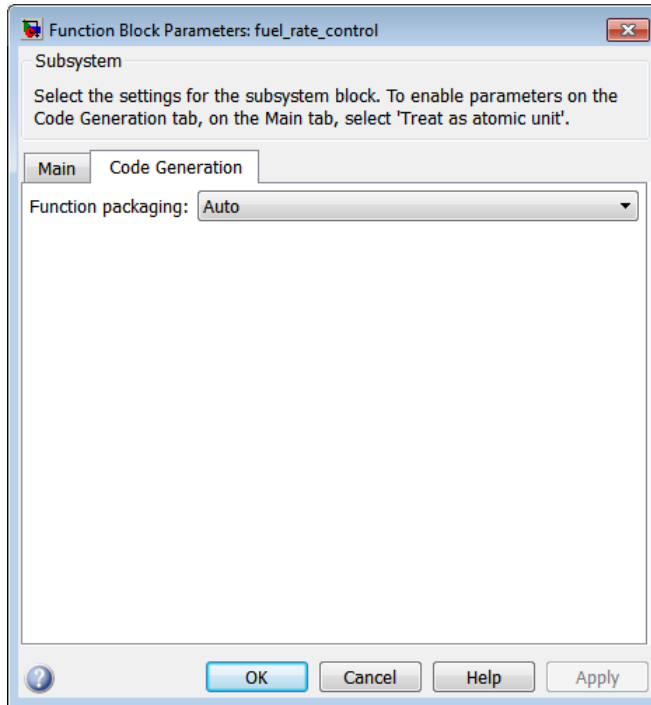 Function Block Parameters: fuel_rate_control
Subsystem
Select the settings for the subsystem block. To enable parameters on the
Code Generation tab, on the Main tab, select 'Treat as atomic unit'.
Main Code Generation
Function packaging: Auto
OK Cancel Help Apply